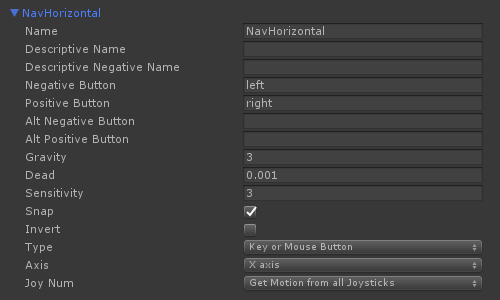 NavHorizontal
Name NavHorizontal
Descriptive Name
Descriptive Negative Name
Negative Button left
Positive Button right
Alt Negative Button
Alt Positive Button
Gravity 3
Dead 0.001
Sensitivity 3
Snap
Invert
Type Key or Mouse Button
Axis X axis
Joy Num Get Motion from all Joysticks